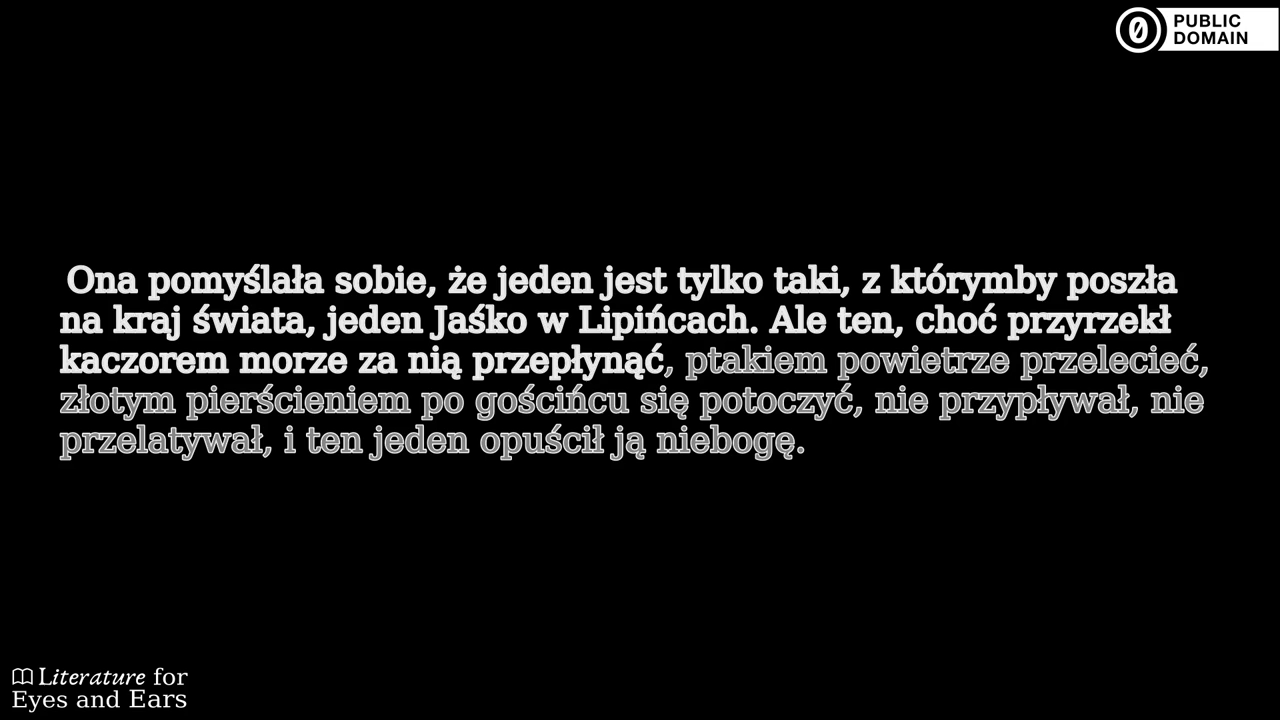 PUBLIC
DOMAIN
Ona pomyślała sobie, że jeden jest tylko taki, z którymby poszła
na kraj świata, jeden Jaśko w Lipińcach. Ale ten, choć przyrzekł
kaczorem morze za nią przepłynąć, ptakiem powietrze przelecieć,
złotym pierścieniem po gościńcu się potoczyć, nie przypływał, nie
przelatywał, i ten jeden opuścił ją niebogę.
Literature for
Eyes and Ears